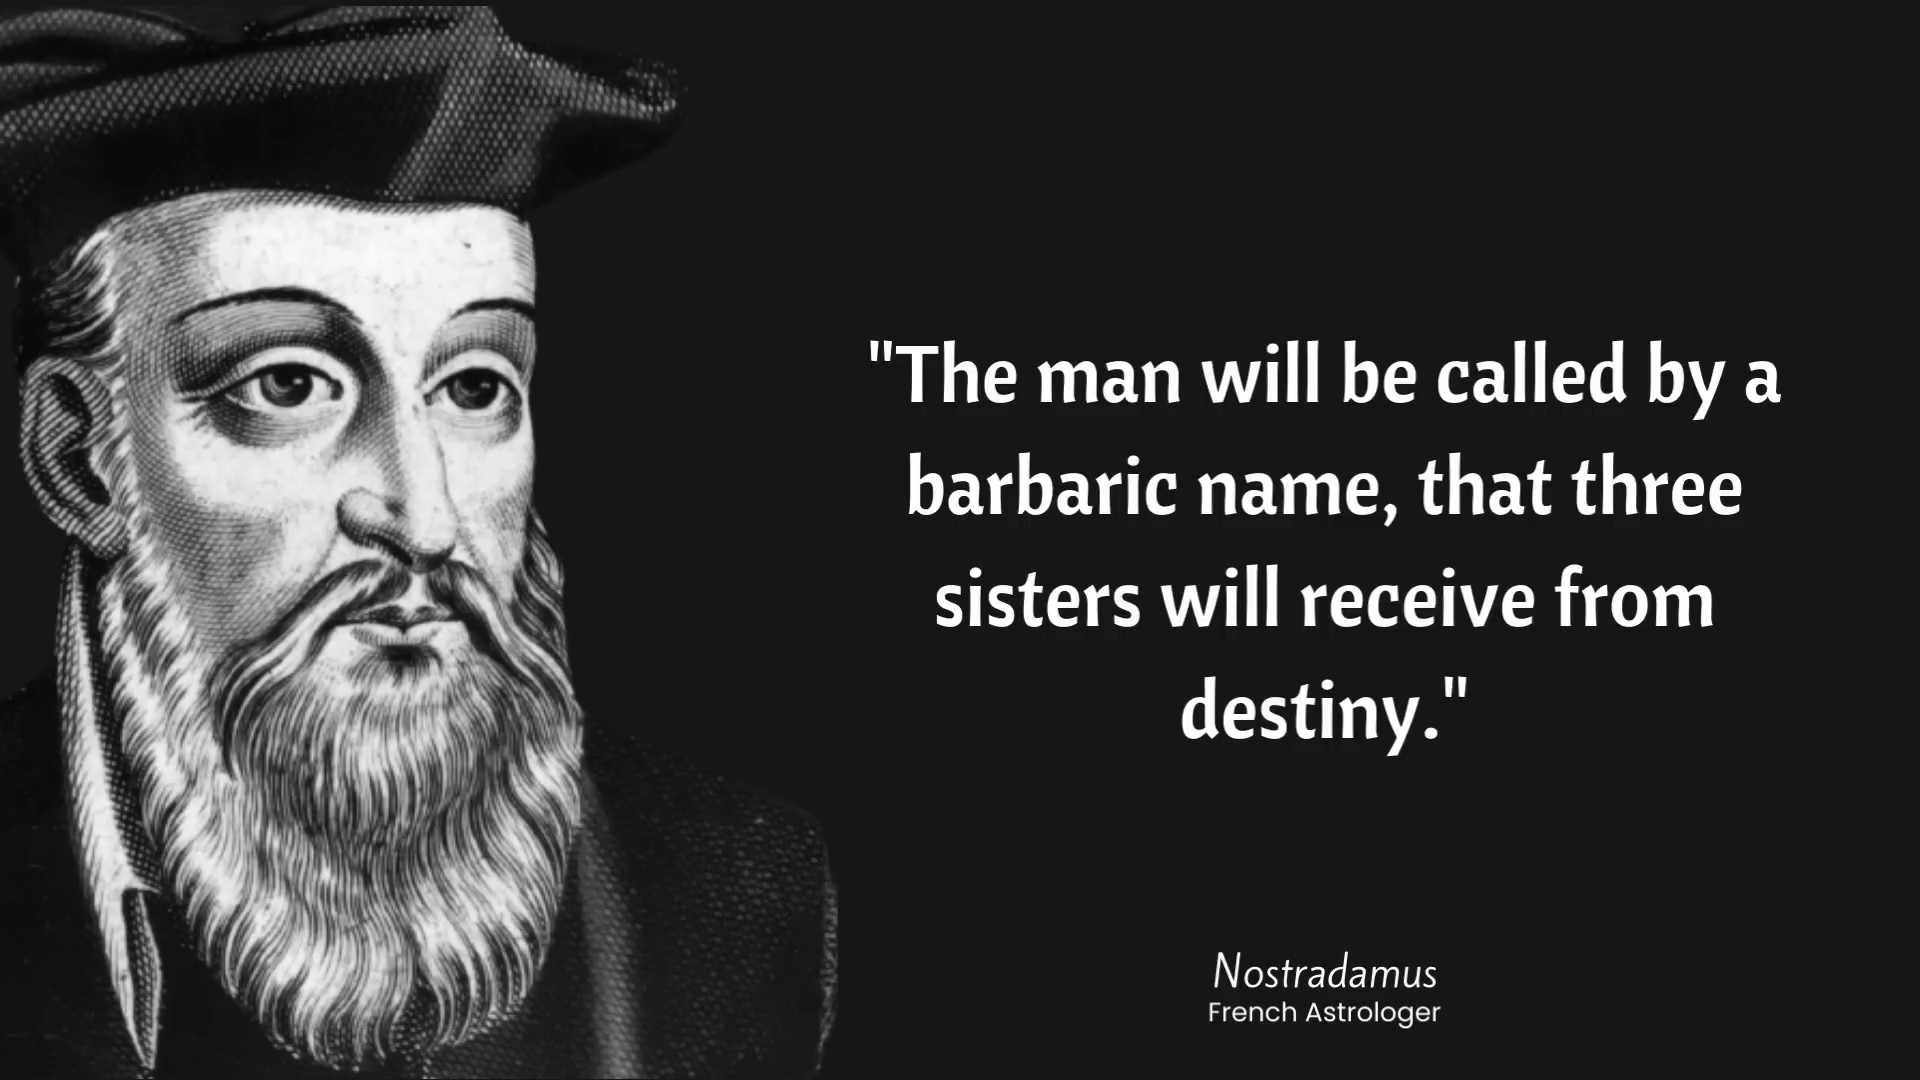 "The man will be called by a
barbaric name, that three
sisters will receive from
destiny."
Nostradamus
French Astrologer